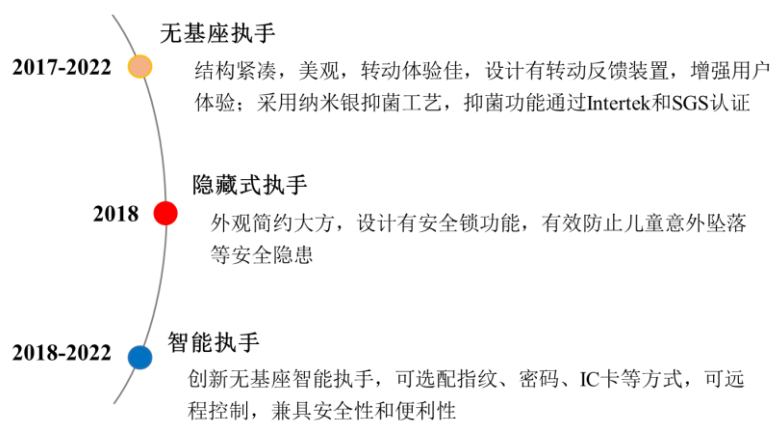 无基座执手
2017-2022
结构紧凑，美观，转动体验佳，设计有转动反馈装置，增强用户
体验；采用纳米银抑菌工艺，抑菌功能通过Intertek和SGS认证
隐藏式执手
2018
外观简约大方，设计有安全锁功能，有效防止儿童意外坠落
等安全隐患
智能执手
2018-2022
创新无基座智能执手，可选配指纹、密码、IC卡等方式，可远
程控制，兼具安全性和便利性